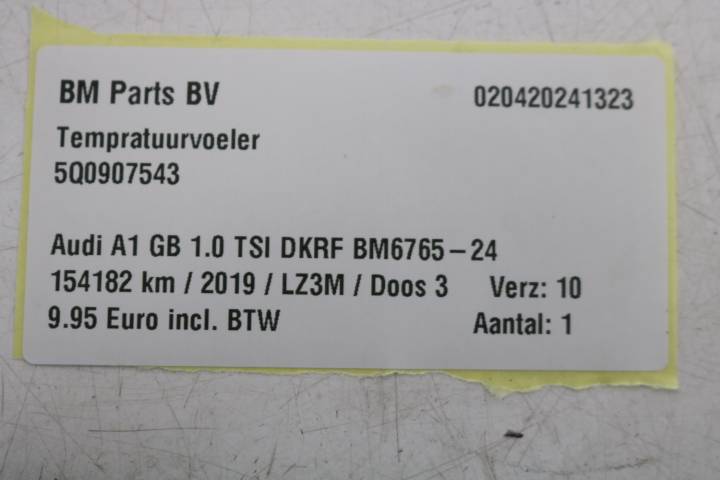 BM Parts BV 020420241323
Tempratuurvoeler
5Q0907543
Audi A1 GB 1.0 TSI DKRF BM6765-24
154182 km / 2019 / LZ3M / Doos 3 Verz: 10
9.95 Euro incl. BTW Aantal: 1